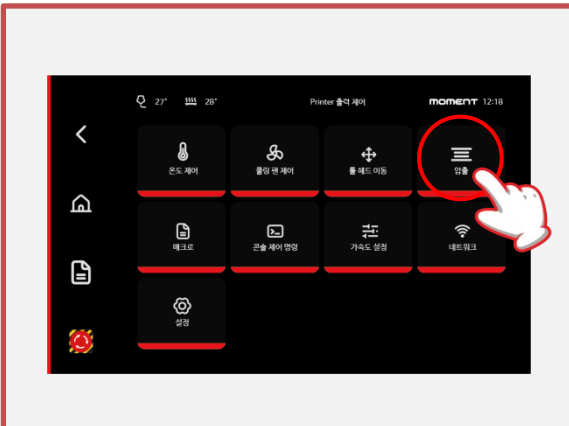 27° 28° Printer 출력 제어 moment 12:18
온도 제어 쿨링 팬 제어 툴 헤드 이동 압출
매크로 콘솔 제어 명령 가속도 설정 네트워크
설정